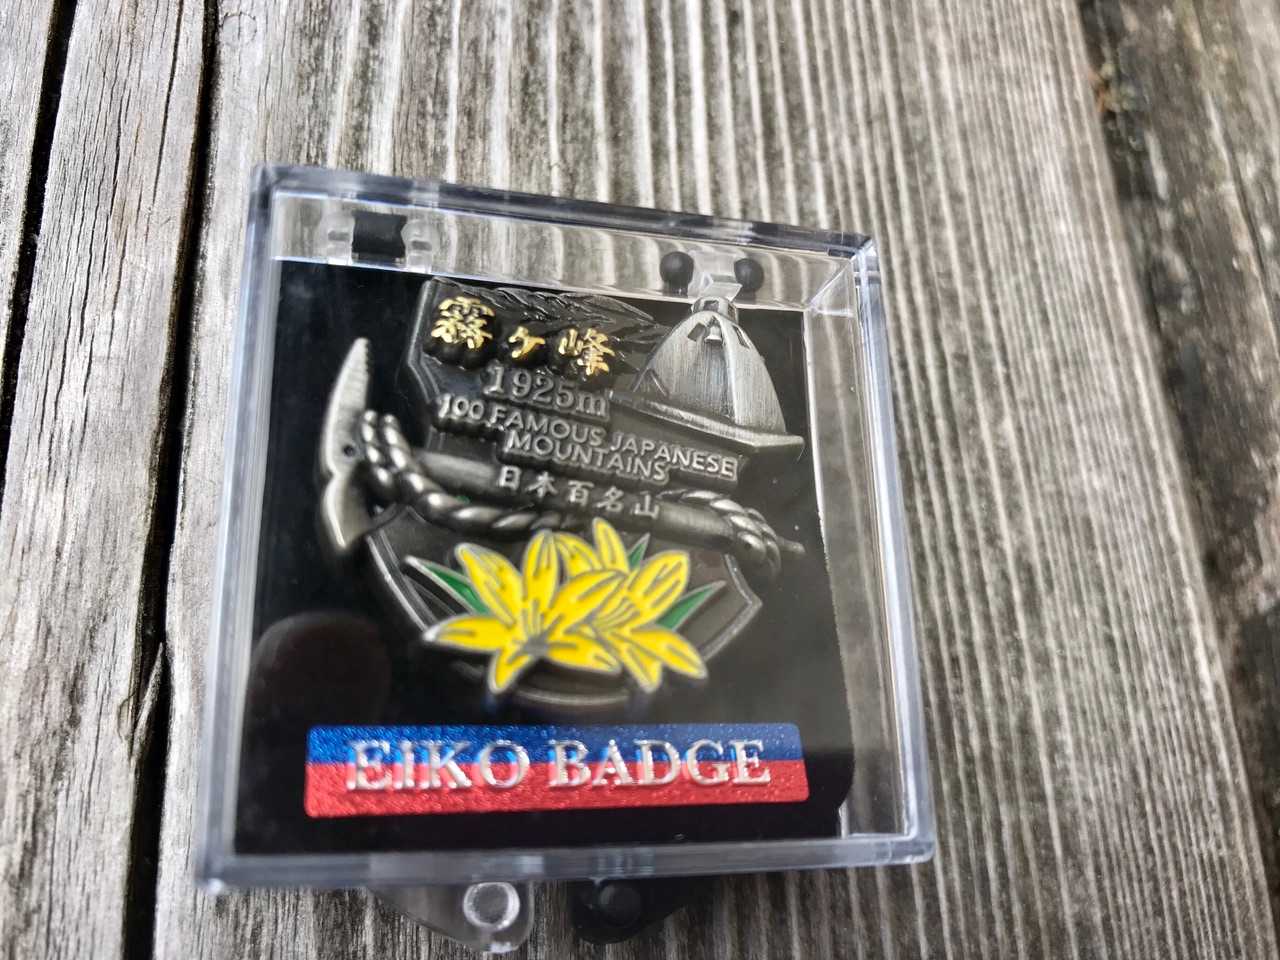 霧ヶ峰
1925m
100 FAMOUS JAPANESE
MOUNTAINS
日本百名山
EiKO BADGE